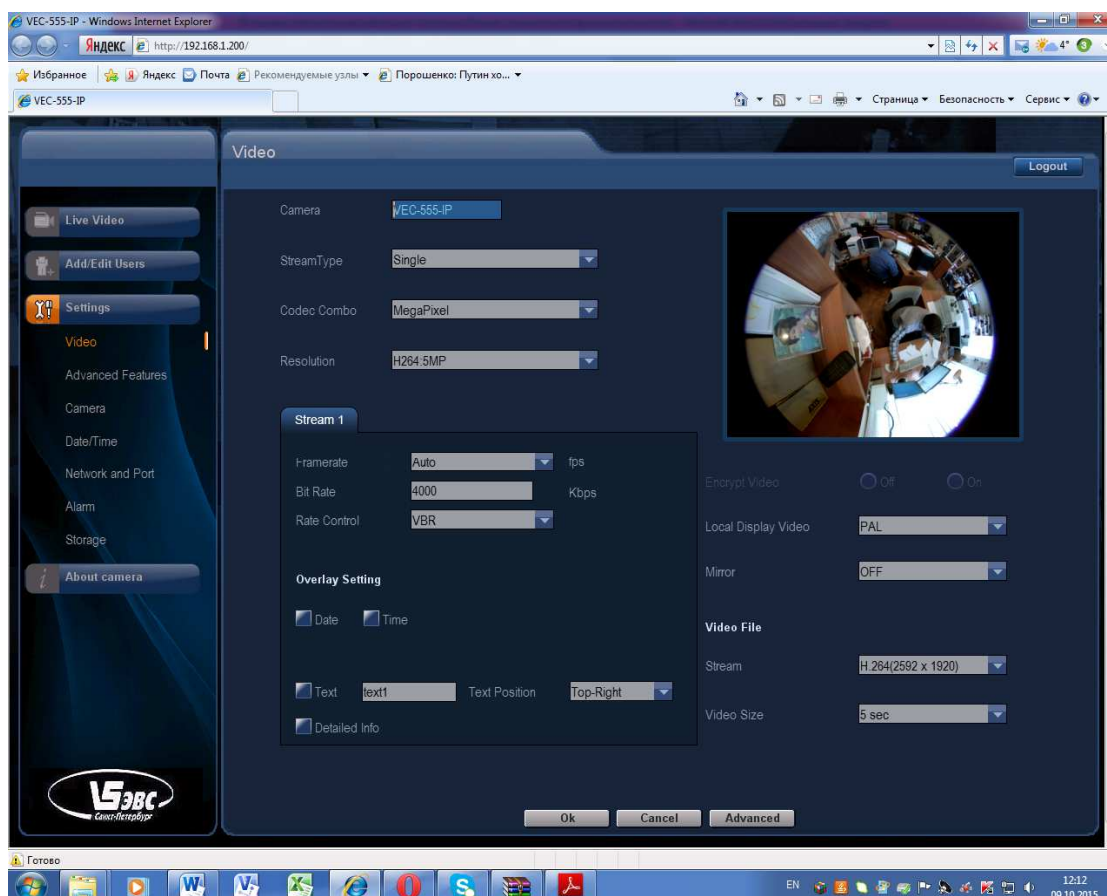 VEC-555-IP - Windows Internet Explorer
Яндекс http://192.168.1.200/ 4° 3
Избранное Яндекс Почта Рекомендуемые узлы Порошенко: Путин хо...
VEC-555-IP Страница Безопасность Сервис
Video
Logout
Camera VEC-555-IP
Live Video
StreamType Single
Add/Edit Users
Settings
Codec Combo MegaPixel
Video
Resolution H264:5MP
Advanced Features
Camera
Stream 1
Date/Time
Framerate Auto fps
Network and Port
Encrypt Video Off On
Bit Rate 4000 Kbps
Alarm
Rate Control VBR
Local Display Video PAL
Storage
Mirror OFF
About camera
Overlay Setting
Date Time
Video File
Stream H.264(2592 x 1920)
Text text1 Text Position Top-Right
Video Size 5 sec
Detailed Info
ЭВС
Санкт-Петербург
Ok Cancel Advanced
Готово
EN 12:12
09.10.2015